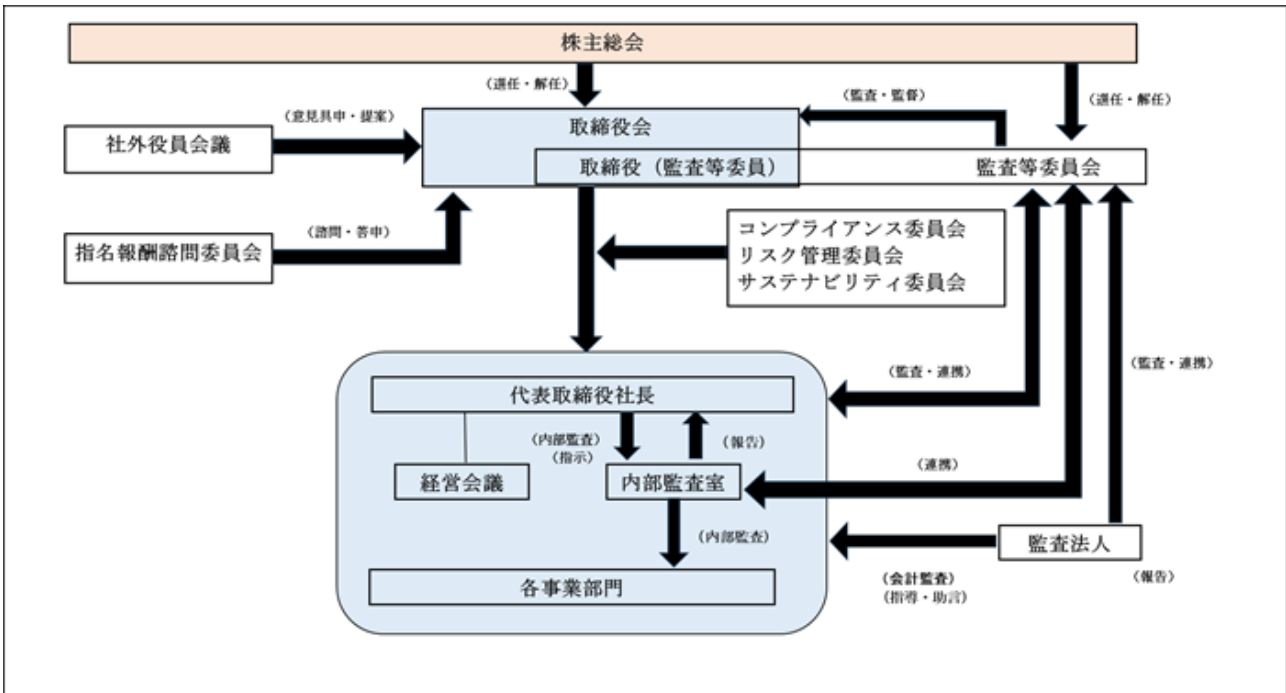 株主総会
（選任・解任）
（監査・監督）
（選任・解任）
（意見具申・提案）
取締役会
社外役員会議
取締役（監査等委員）
監査等委員会
指名報酬諮問委員会
（諮問・答申）
コンプライアンス委員会
リスク管理委員会
サステナビリティ委員会
（監査・連携）
（監査・連携）
代表取締役社長
（内部監査）
（指示）
（報告）
（連携）
経営会議
内部監査室
（内部監査）
監査法人
各事業部門
（会計監査）
（指導・助言）
（報告）